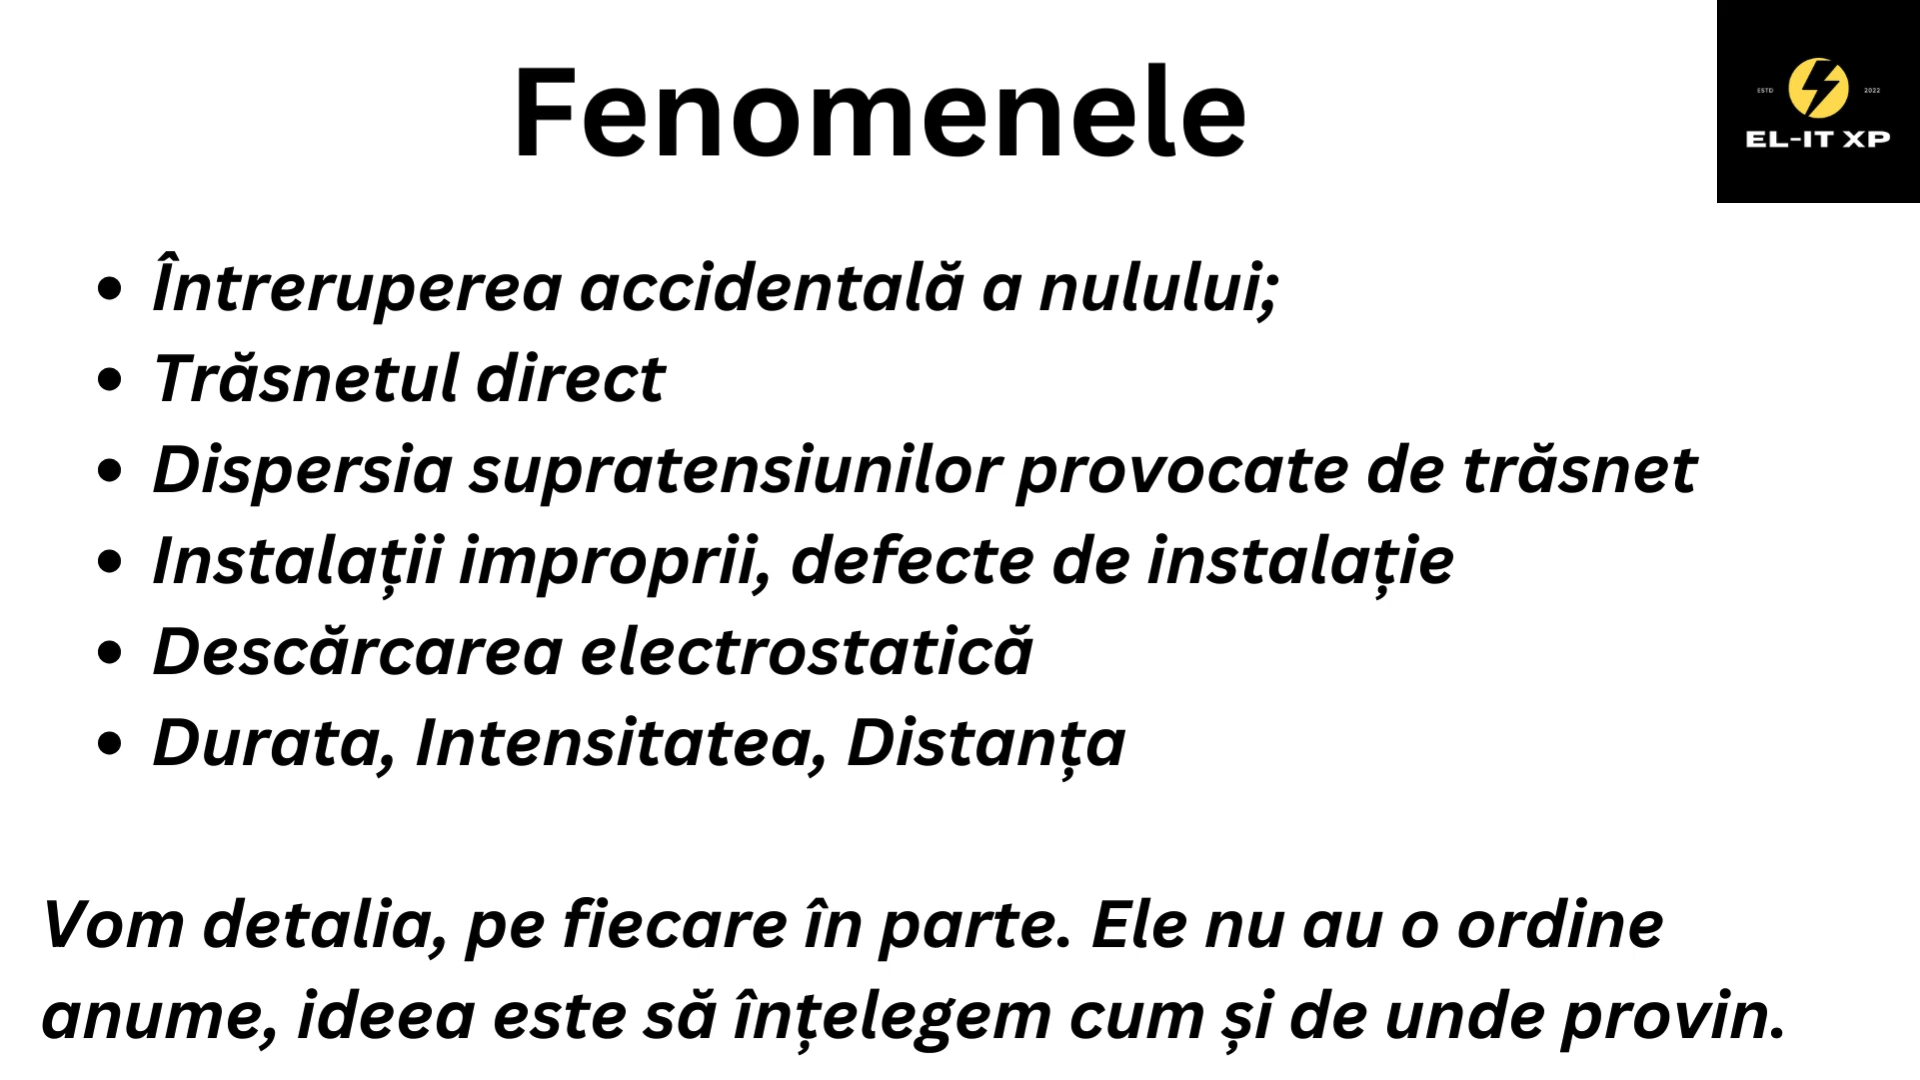 Fenomenele
ESTD 2022
EL-IT XP
• Întreruperea accidentală a nulului;
• Trăsnetul direct
• Dispersia supratensiunilor provocate de trăsnet
• Instalații improprii, defecte de instalație
• Descărcarea electrostatică
• Durata, Intensitatea, Distanța
Vom detalia, pe fiecare în parte. Ele nu au o ordine
anume, ideea este să înțelegem cum și de unde provin.